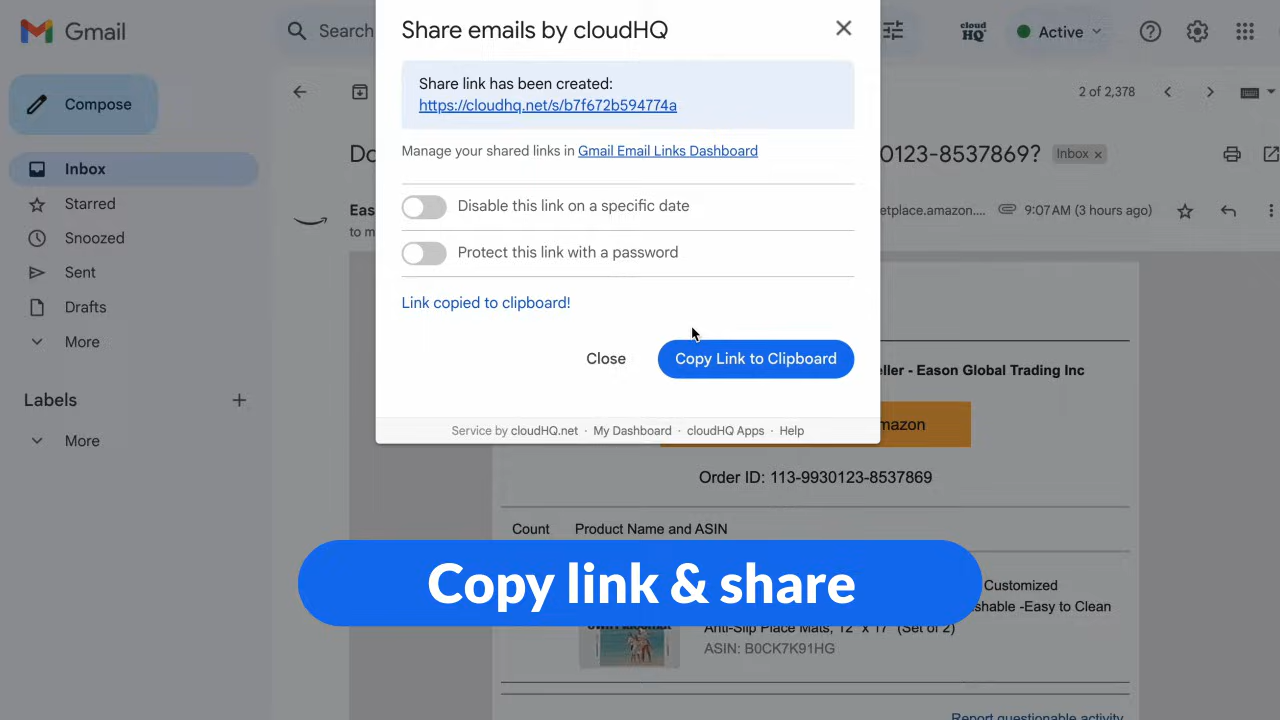 Gmail
Search
Share emails by cloudHQ
cloud
HQ
Active
Compose
Share link has been created:
https://cloudhq.net/s/b7f672b594774a
2 of 2,378
Manage your shared links in Gmail Email Links Dashboard
Do
0123-8537869?
Inbox ×
Inbox
Starred
Snoozed
Sent
Drafts
More
Labels
More
Disable this link on a specific date
Eas
etplace.amazon....
9:07 AM (3 hours ago)
to m
Protect this link with a password
Link copied to clipboard!
Close
Copy Link to Clipboard
ller - Eason Global Trading Inc
mazon
Service by cloudHQ.net · My Dashboard · cloudHQ Apps · Help
Order ID: 113-9930123-8537869
Count Product Name and ASIN
Copy link & share
Customized
shable -Easy to Clean
Anti-Slip Place Mats, 12" x 17" (Set of 2)
ASIN: B0CK7K91HG
Report questionable activity